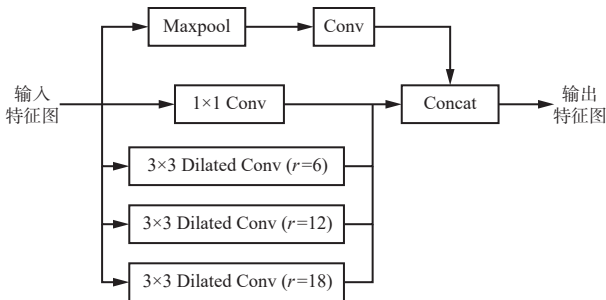 Maxpool
Conv
输入
特征图
1×1 Conv
Concat
输出
特征图
3×3 Dilated Conv (r=6)
3×3 Dilated Conv (r=12)
3×3 Dilated Conv (r=18)